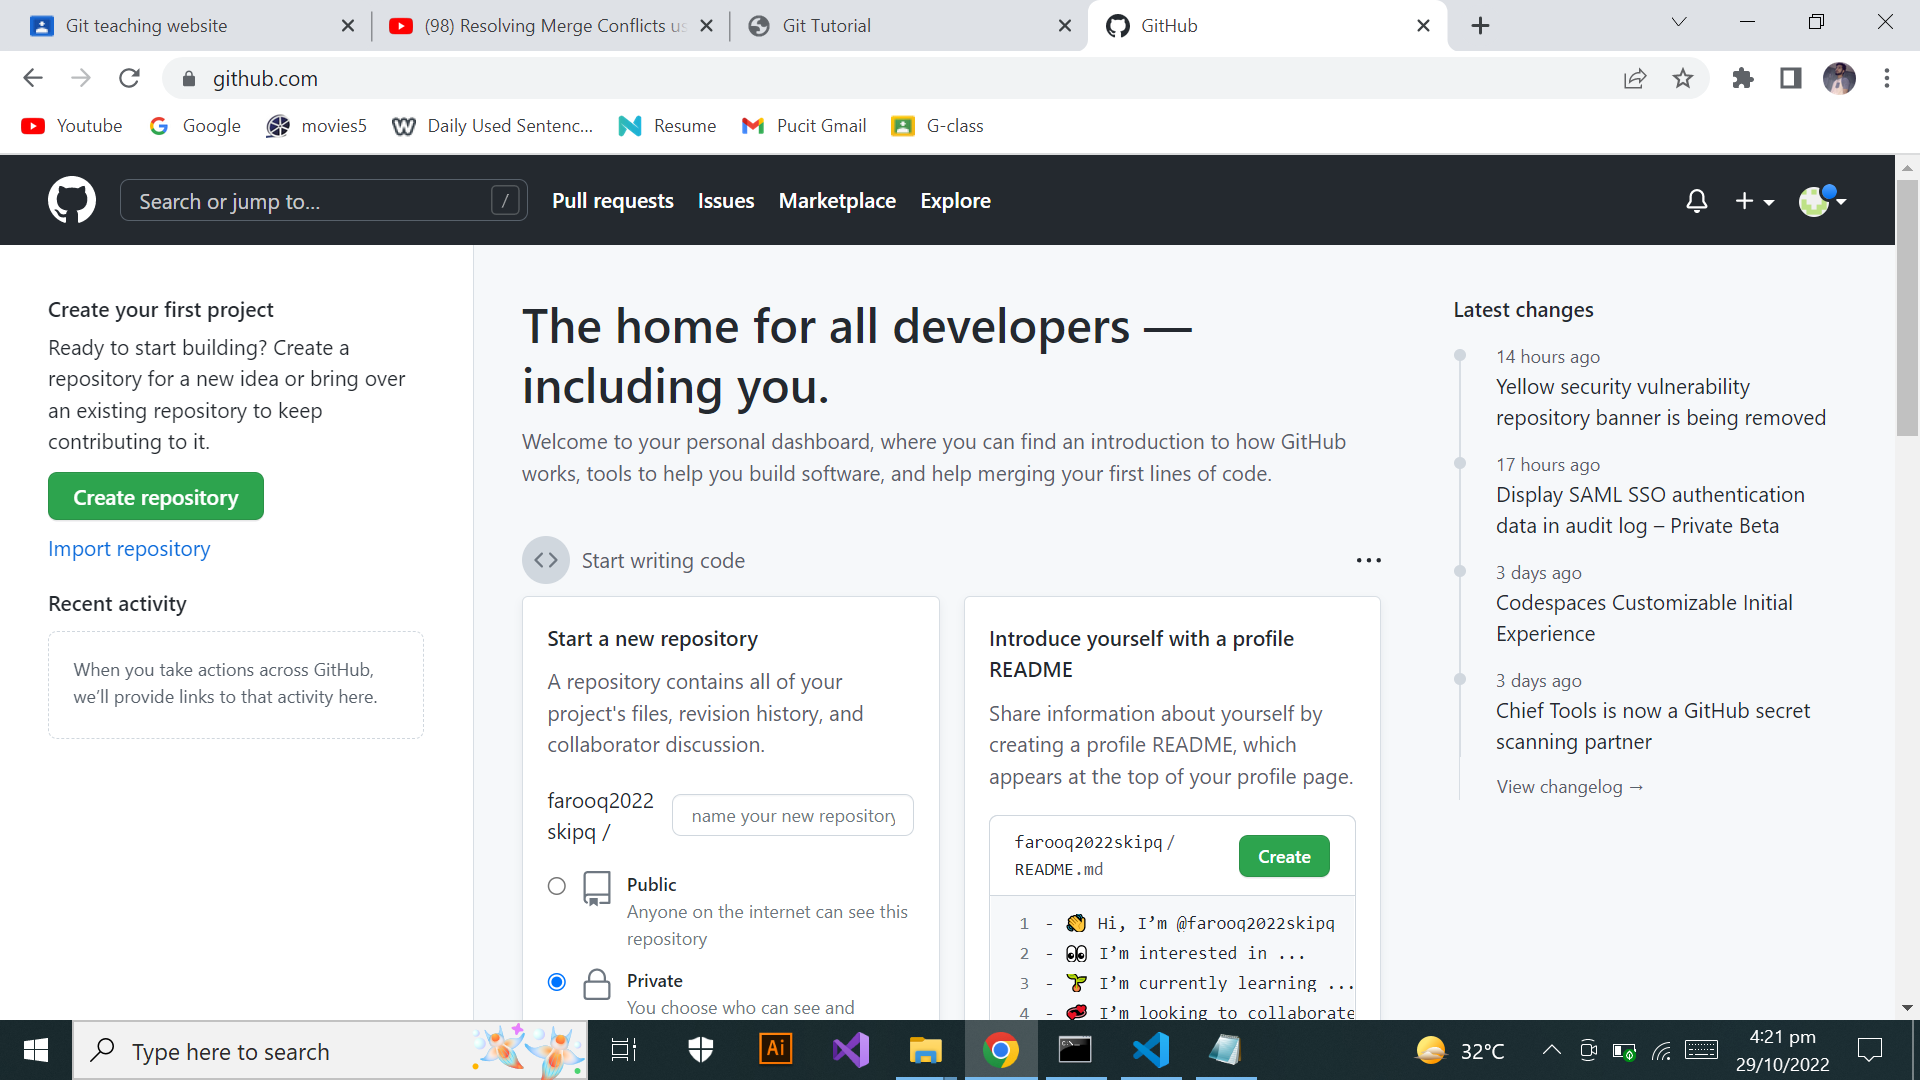 Git teaching website
(98) Resolving Merge Conflicts us
Git Tutorial
GitHub
github.com
Youtube
Google
movies5
Daily Used Sentenc...
Resume
Pucit Gmail
G-class
Search or jump to...
/
Pull requests
Issues
Marketplace
Explore
Create your first project
Ready to start building? Create a
repository for a new idea or bring over
an existing repository to keep
contributing to it.
Create repository
Import repository
Recent activity
When you take actions across GitHub,
we’ll provide links to that activity here.
The home for all developers —
including you.
Welcome to your personal dashboard, where you can find an introduction to how GitHub
works, tools to help you build software, and help merging your first lines of code.
Start writing code
Start a new repository
A repository contains all of your
project's files, revision history, and
collaborator discussion.
farooq2022
skipq /
name your new repository
Public
Anyone on the internet can see this
repository
Private
You choose who can see and
Introduce yourself with a profile
README
Share information about yourself by
creating a profile README, which
appears at the top of your profile page.
farooq2022skipq /
README.md
Create
1 - 👋 Hi, I’m @farooq2022skipq
2 - 👀 I’m interested in ...
3 - 🌱 I’m currently learning ...
4 - 💞️ I’m looking to collaborate
Latest changes
14 hours ago
Yellow security vulnerability
repository banner is being removed
17 hours ago
Display SAML SSO authentication
data in audit log – Private Beta
3 days ago
Codespaces Customizable Initial
Experience
3 days ago
Chief Tools is now a GitHub secret
scanning partner
View changelog →
Type here to search
Ai
32°C
4:21 pm
29/10/2022